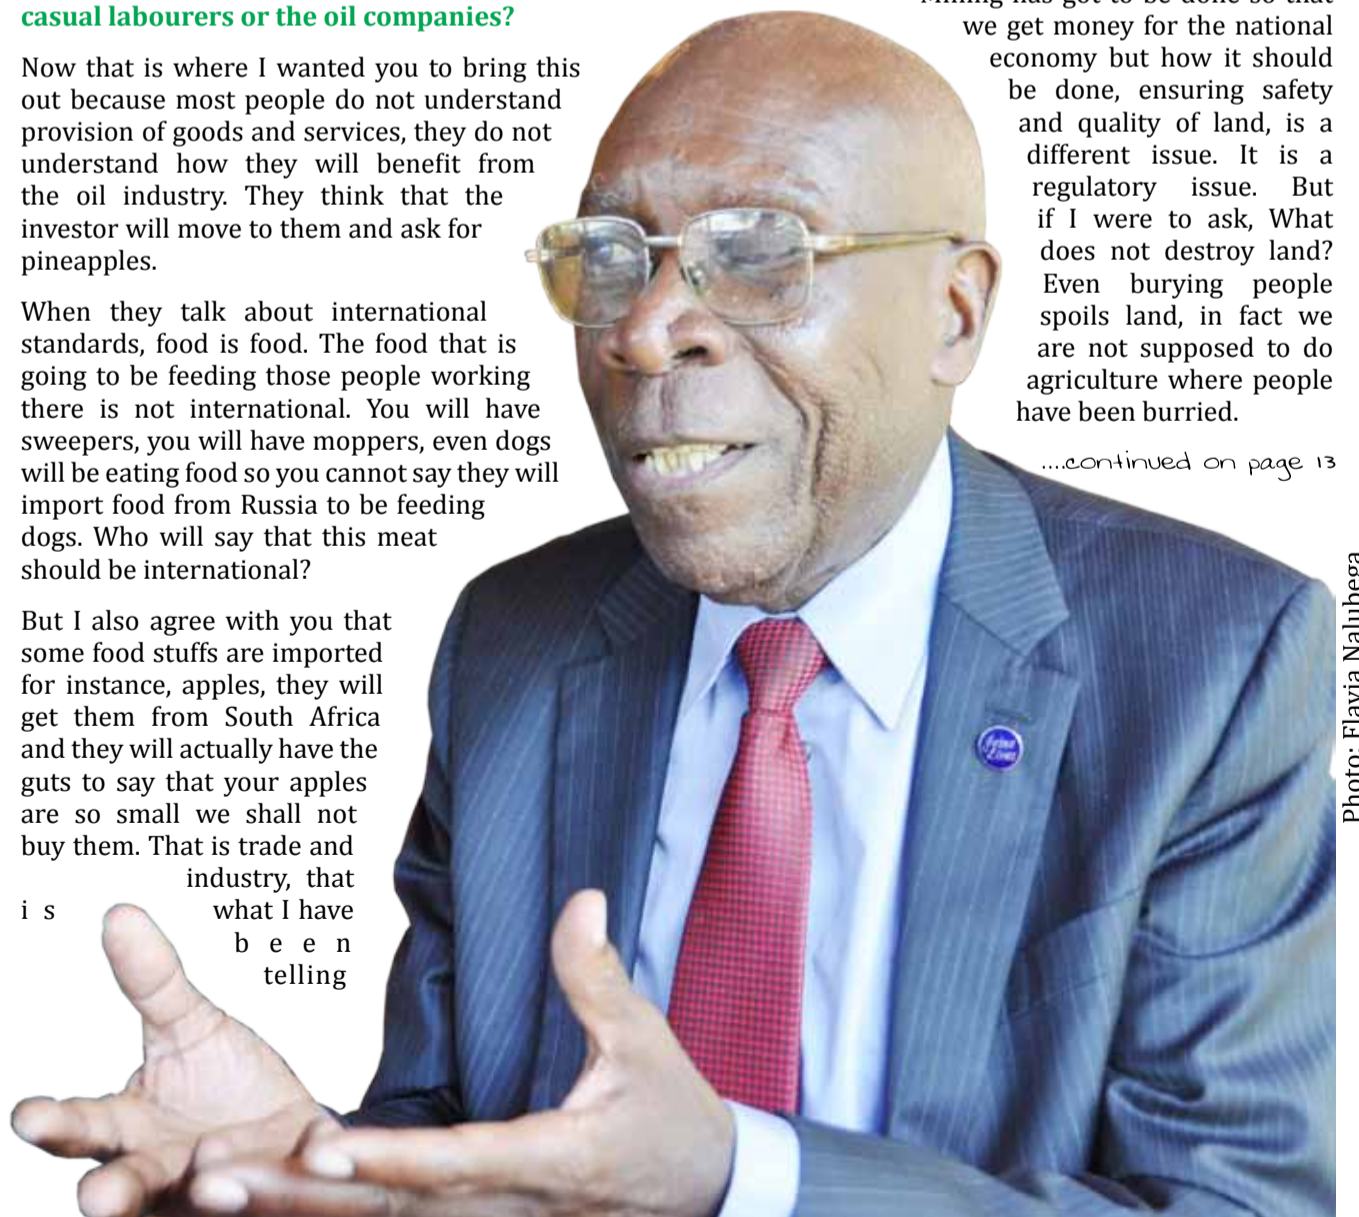 casual labourers or the oil companies?
Now that is where I wanted you to bring this
out because most people do not understand
provision of goods and services, they do not
understand how they will benefit from
the oil industry. They think that the
investor will move to them and ask for
pineapples.
When they talk about international
standards, food is food. The food that is
going to be feeding those people working
there is not international. You will have
sweepers, you will have moppers, even dogs
will be eating food so you cannot say they will
import food from Russia to be feeding
dogs. Who will say that this meat
should be international?
But I also agree with you that
some food stuffs are imported
for instance, apples, they will
get them from South Africa
and they will actually have the
guts to say that your apples
are so small we shall not
buy them. That is trade and
industry, that
i s what I have
b e e n
telling
Mining has got to be done so that
we get money for the national
economy but how it should
be done, ensuring safety
and quality of land, is a
different issue. It is a
regulatory issue. But
if I were to ask, What
does not destroy land?
Even burying people
spoils land, in fact we
are not supposed to do
agriculture where people
have been burried.
....continued on page 13
Photo: Flavia Nalubega